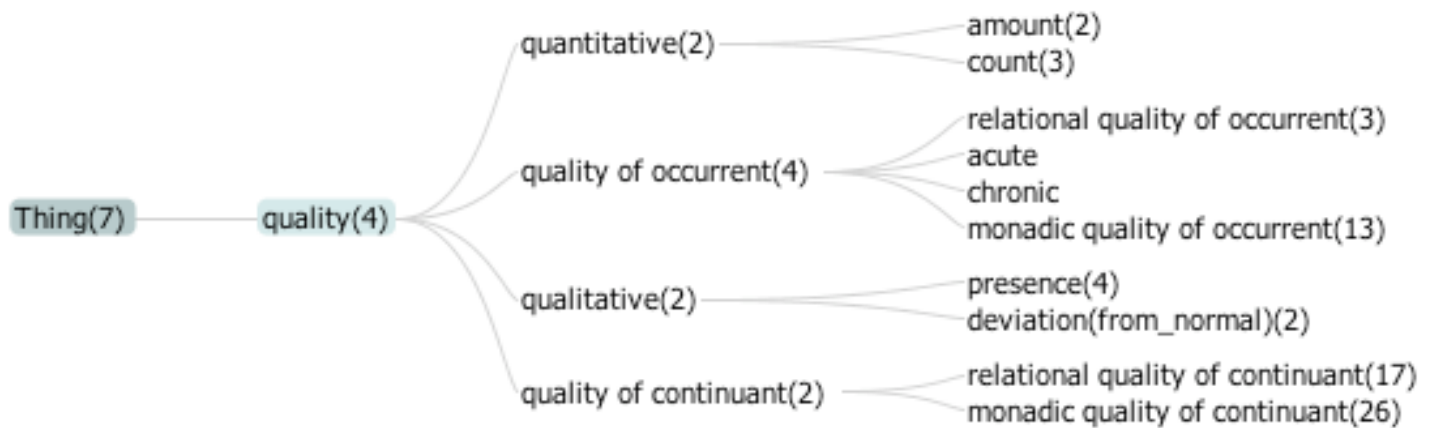 Thing(7)
quality(4)
quantitative(2)
amount(2)
count(3)
quality of occurrent(4)
relational quality of occurrent(3)
acute
chronic
monadic quality of occurrent(13)
qualitative(2)
presence(4)
deviation(from_normal)(2)
quality of continuant(2)
relational quality of continuant(17)
monadic quality of continuant(26)